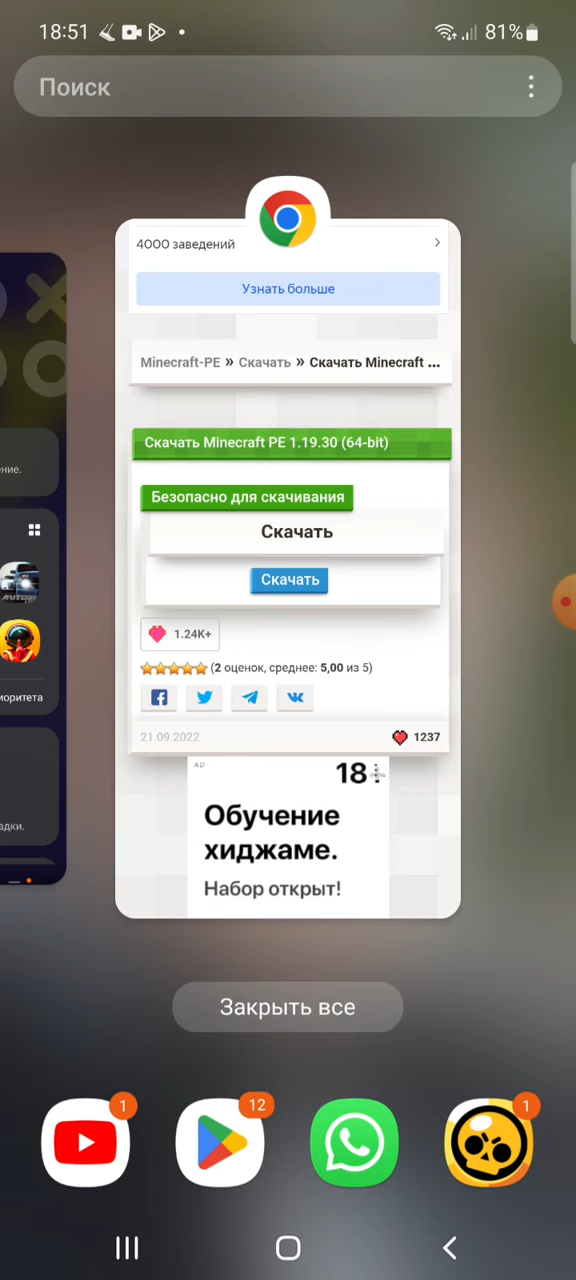 18:51
81%
Поиск
4000 заведений
Узнать больше
Minecraft-PE » Скачать » Скачать Minecraft ...
Скачать Minecraft PE 1.19.30 (64-bit)
Безопасно для скачивания
Скачать
Скачать
1.24K+
(2 оценок, среднее: 5,00 из 5)
21.09.2022
1237
AD
18+
Обучение
хиджаме.
Набор открыт!
ение.
иоритета
адки.
Закрыть все
1
12
1